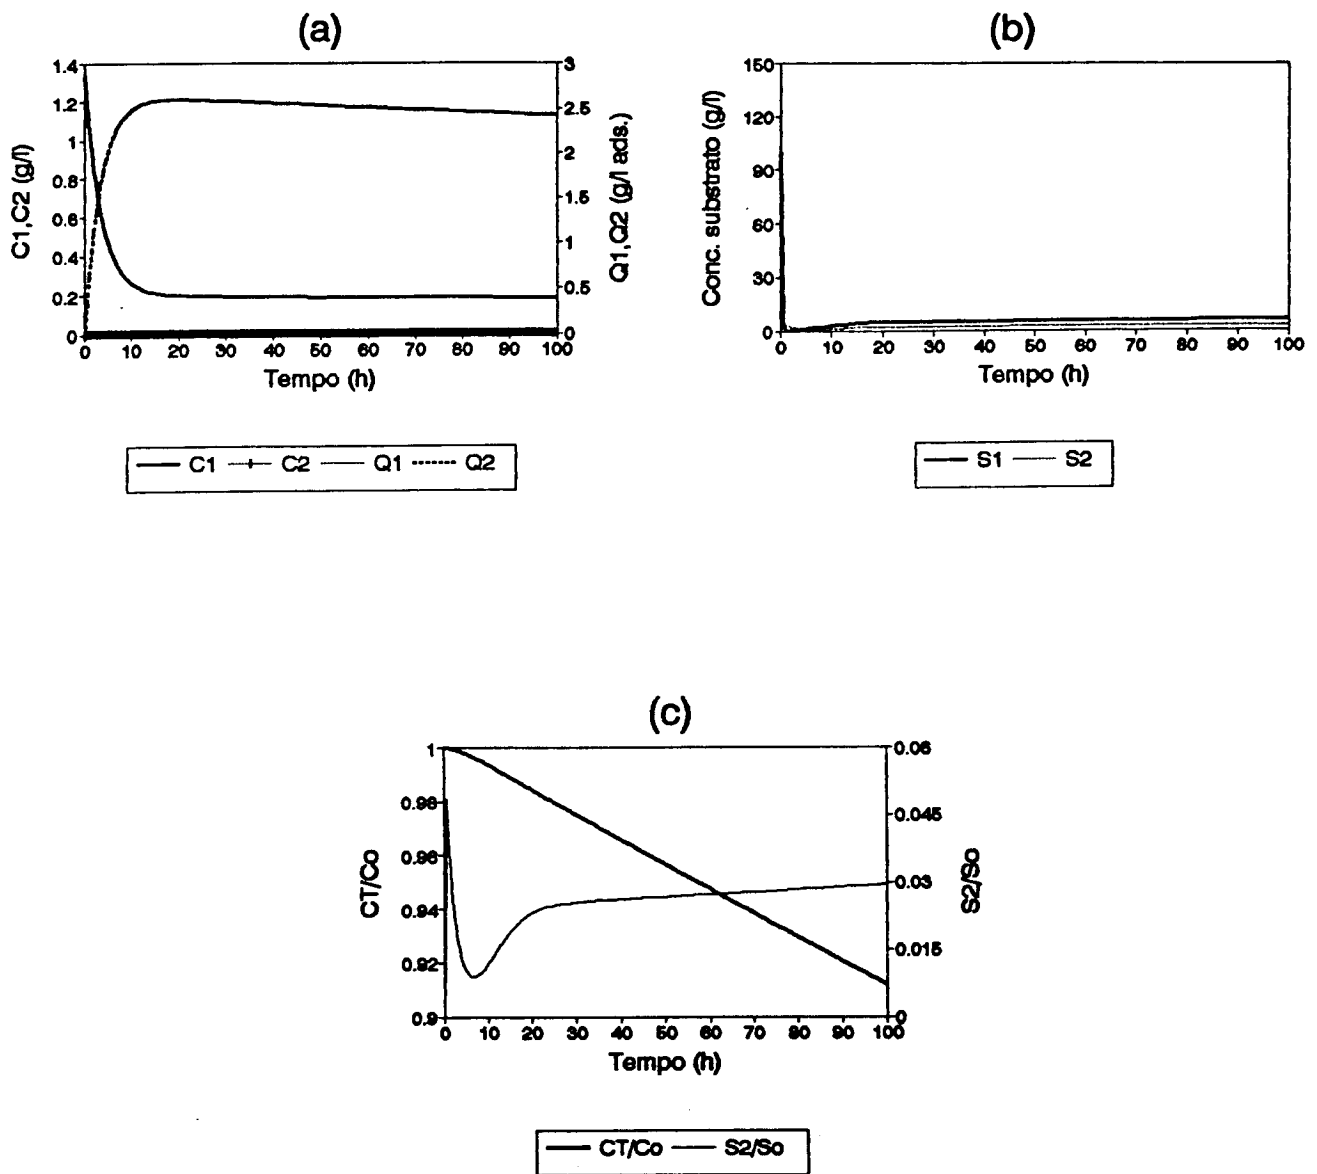 (a)
C1,C2 (g/l)
1.4
1.2
1
0.8
0.6
0.4
0.2
0
3
2.5
2
1.5
1
0.5
0
Q1,Q2 (g/l ads.)
0 10 20 30 40 50 60 70 80 90 100
Tempo (h)
C1 C2 Q1 Q2
(b)
Conc. substrato (g/l)
150
120
90
60
30
0
0 10 20 30 40 50 60 70 80 90 100
Tempo (h)
S1 S2
(c)
CT/Co
1
0.98
0.96
0.94
0.92
0.9
0.06
0.045
0.03
0.015
0
S2/So
0 10 20 30 40 50 60 70 80 90 100
Tempo (h)
CT/Co S2/So